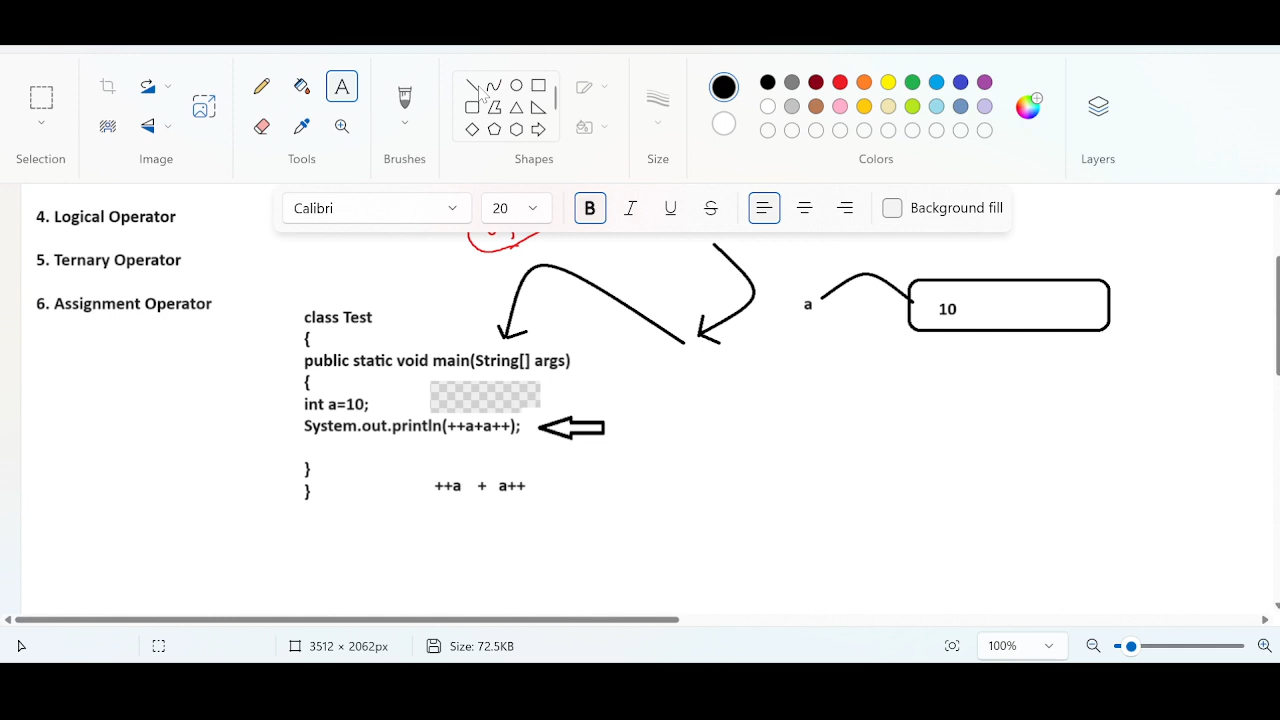 A
Selection
Image
Tools
Brushes
Shapes
Size
Colors
Layers
Calibri
20
B I U S
Background fill
4. Logical Operator
5. Ternary Operator
6. Assignment Operator
class Test
{
public static void main(String[] args)
{
int a=10;
System.out.println(++a+a++);
}
}
++a + a++
a
10
3512 × 2062px
Size: 72.5KB
100%